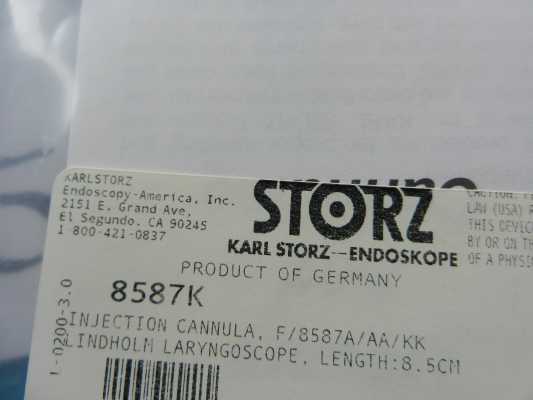 KARLSTORZ
Endoscopy-America, Inc.
2151 E. Grand Ave.
El Segundo. CA 90245
1-800-421-0837
STORZ
KARL STORZ--ENDOSKOPE
CAUTION:
LAW (USA)
THIS DEVIC
BY OR ON TH
OF A PHYSI
PRODUCT OF GERMANY
8587K
INJECTION CANNULA, F/8587A/AA/KK
LINDHOLM LARYNGOSCOPE, LENGTH:8.5CM
1-0200-3.0